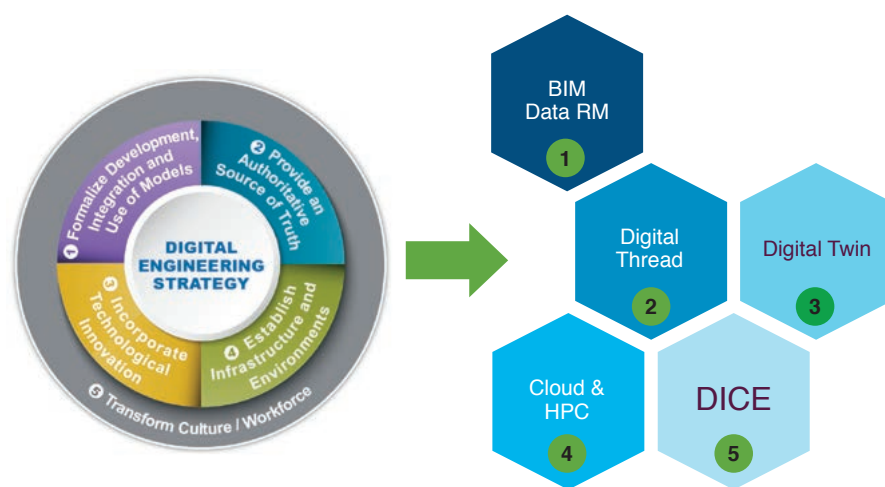 1 Formalize Development,
Integration and
Use of Models
2 Provide an
Authoritative
Source of Truth
DIGITAL
ENGINEERING
STRATEGY
3 Incorporate
Technological
Innovation
4 Establish
Infrastructure and
Environments
5 Transform Culture / Workforce
BIM
Data RM
1
Digital
Thread
2
Digital Twin
3
Cloud &
HPC
4
DICE
5